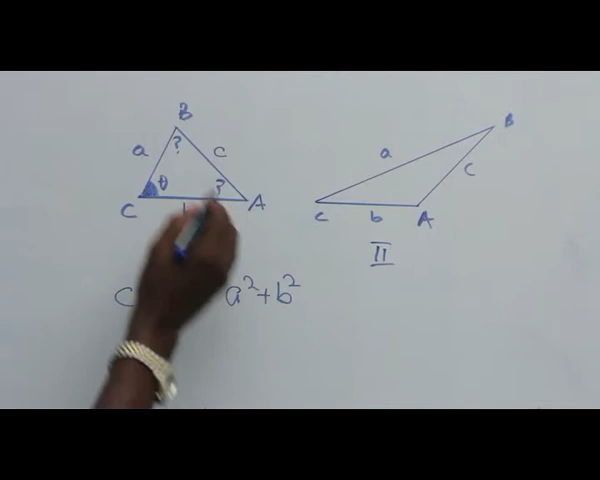 B
a ? c
θ ?
C A
B
a c
C b A
II
C a²+b²